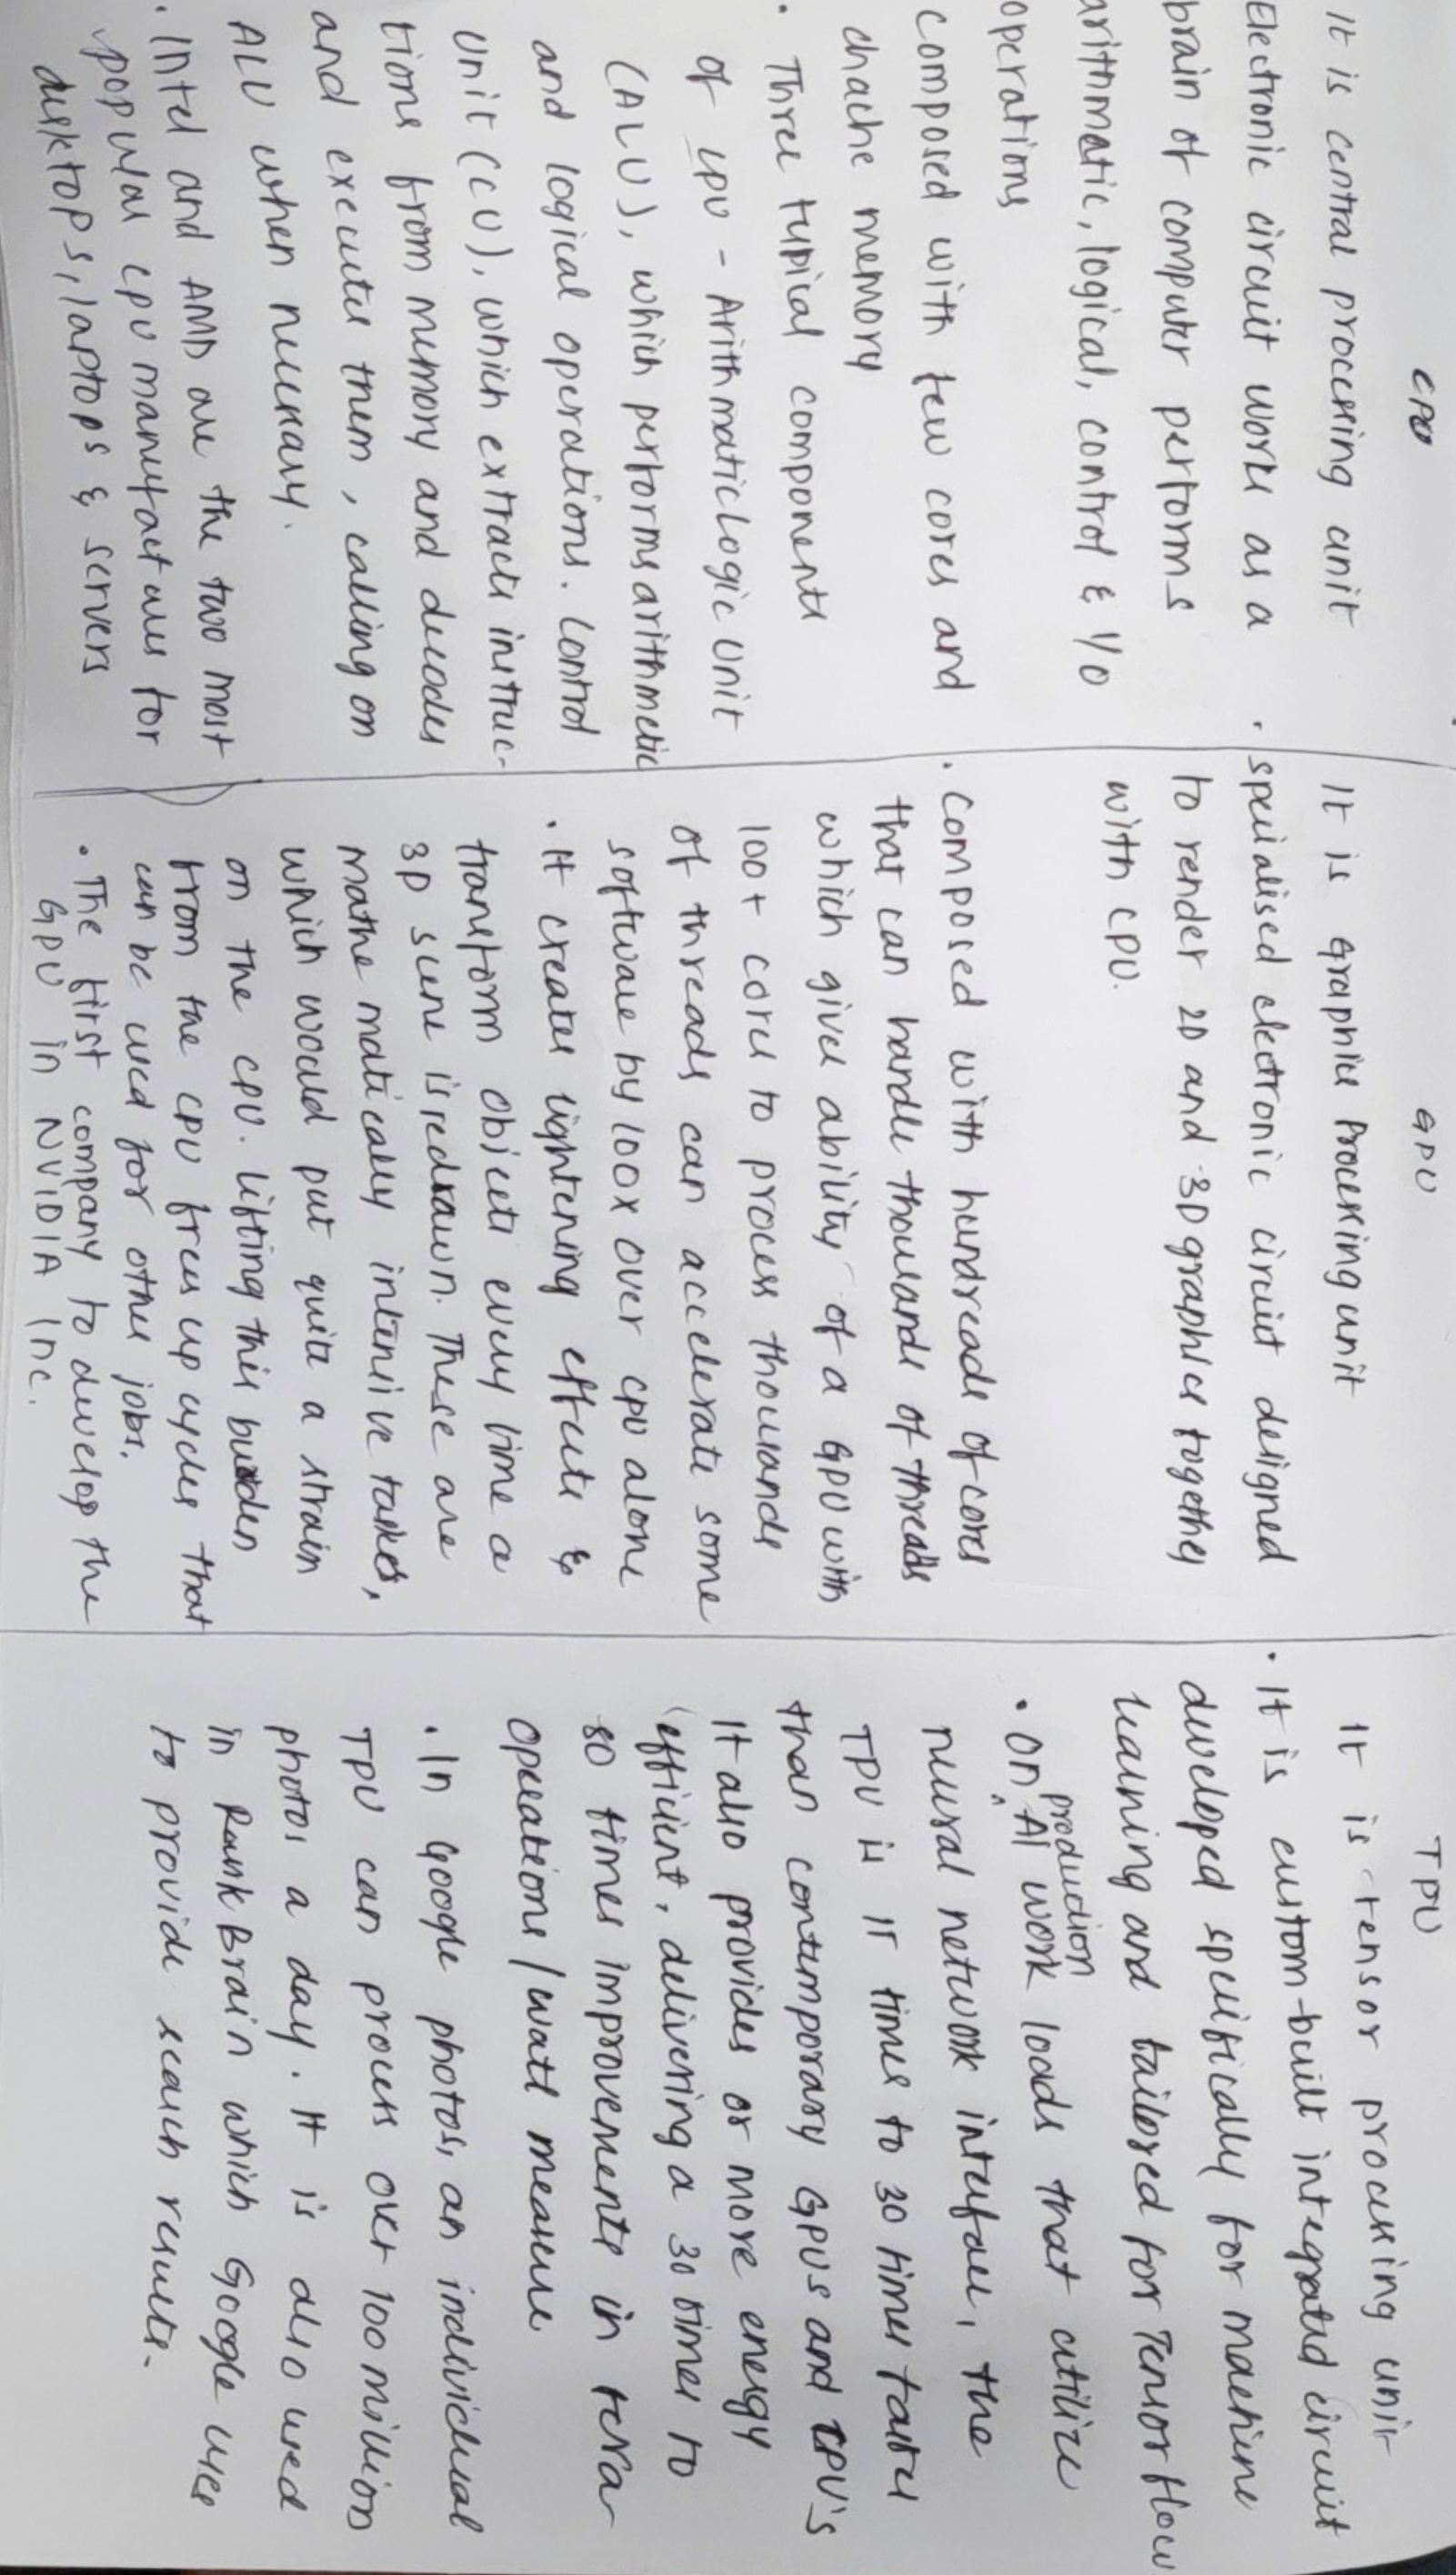 CPU
It is central processing unit
Electronic circuit work as a
brain of computer performs
arithmatic, logical, control & I/O
operations
composed with few cores and
chache memory
• Three typical components
of CPU - Arithmatic logic Unit
(ALU), which performs arithmetic
and logical operations. Control
Unit (CU), which extracts instruc-
tions from memory and decodes
and executes them, calling on
ALU when necessary.
• Intel and AMD are the two most
popular cpu manufactures for
desktops, laptops & servers
GPU
It is graphics Processing unit
• specialised electronic circuit designed
to render 2D and 3D graphics together
with CPU.
• Composed with hundreads of cores
that can handle thousands of threads
which gives ability of a GPU with
100+ cores to process thousands
of threads can accelerate some
software by 100x over cpu alone
• It creates lightening effects &
transform objects every time a
3D scene is redrawn. These are
mathematically intensive tasks,
which would put quite a strain
on the cpu. Lifting this burden
from the cpu frees up cycles that
can be used for other jobs.
• The first company to develop the
GPU in NViDIA Inc.
TPU
It is tensor processing unit
• It is custom-built integrated circuit
developed specifically for machine
learning and tailored for Tensor flow
• On production AI work loads that utilize
neural network interface, the
TPU is 15 times to 30 times faster
than contemporary GPUs and CPU's
It also provides or more energy
efficient, delivering a 30 times to
80 times improvements in tera
operations/watt measure
• In Google photos, an individual
TPU can process over 100 million
photos a day. It is also used
in RankBrain which Google uses
to provide search results.